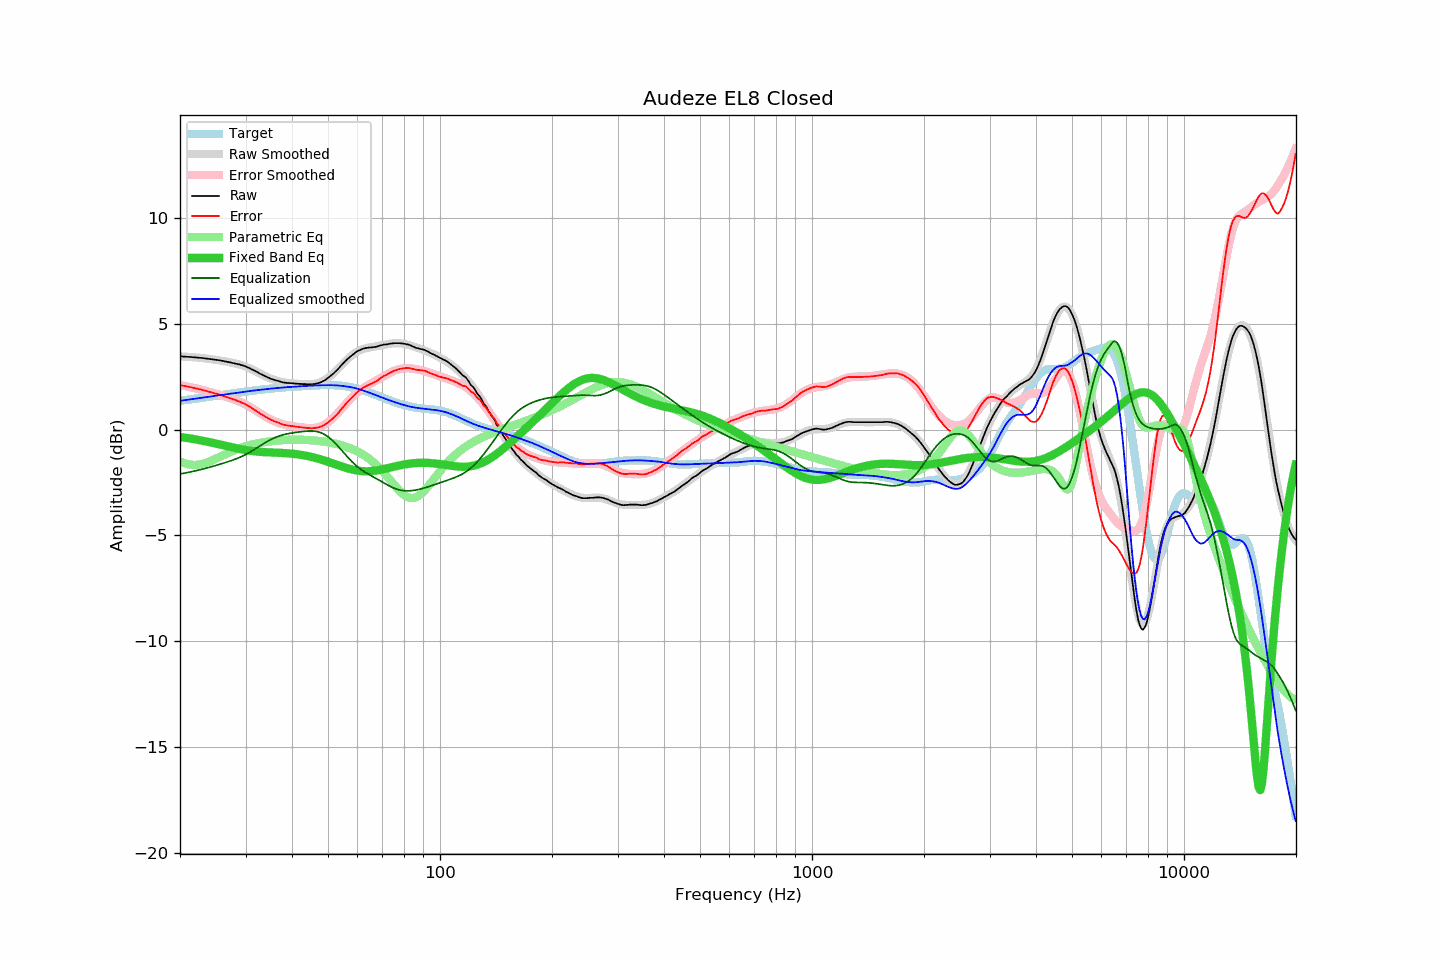 Audeze EL8 Closed
Target
Raw Smoothed
Error Smoothed
Raw
Error
Parametric Eq
Fixed Band Eq
Equalization
Equalized smoothed
10
5
0
−5
−10
−15
−20
Amplitude (dBr)
100
1000
10000
Frequency (Hz)